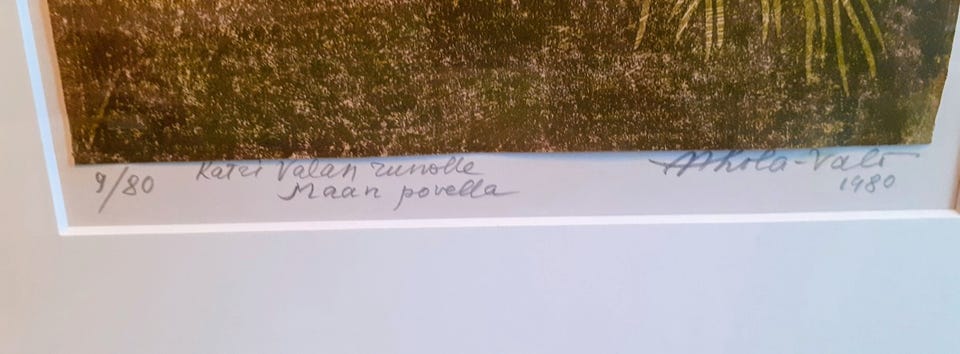 9/80
Katri Valan runolle
Maan povella
Ahola-Valo
1980